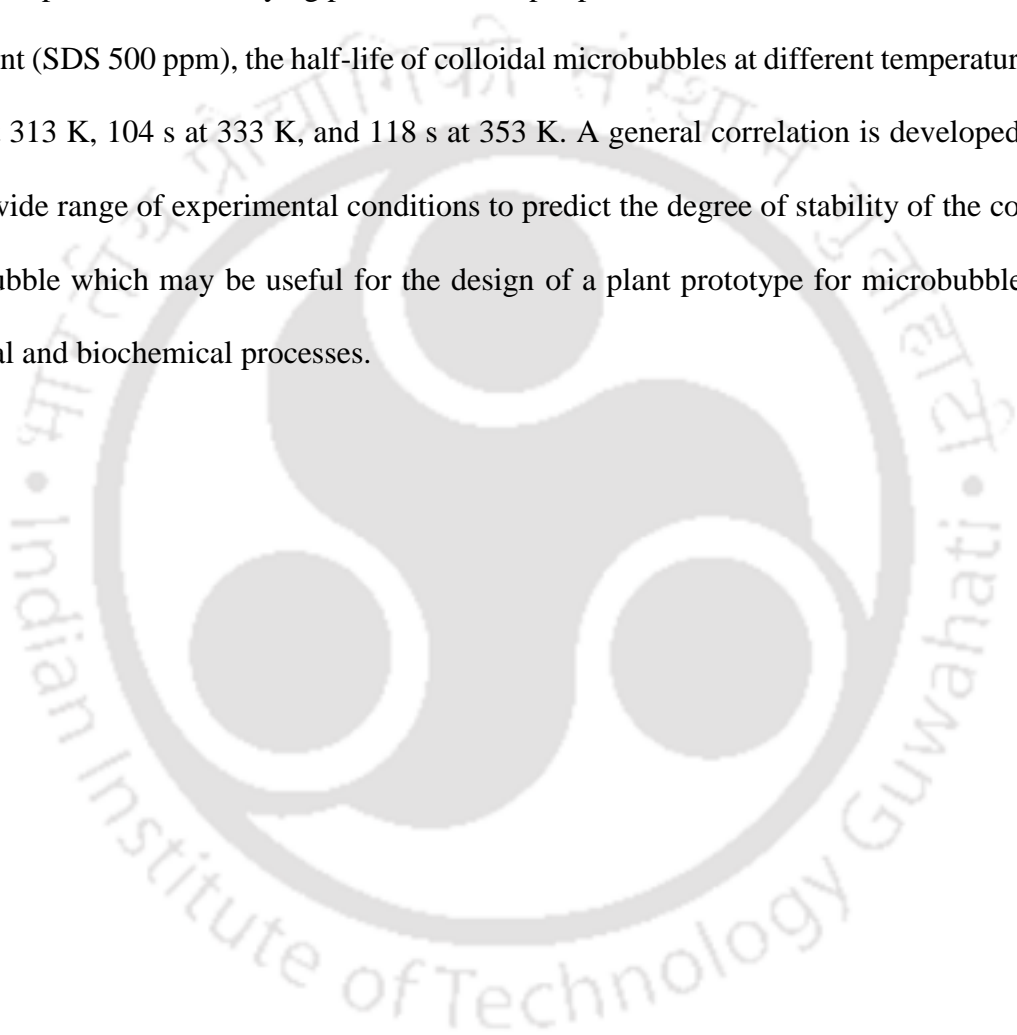 nt (SDS 500 ppm), the half-life of colloidal microbubbles at different temperatur
313 K, 104 s at 333 K, and 118 s at 353 K. A general correlation is developed
wide range of experimental conditions to predict the degree of stability of the co
ubble which may be useful for the design of a plant prototype for microbubble
al and biochemical processes.
Indian Institute of Technology Guwahati